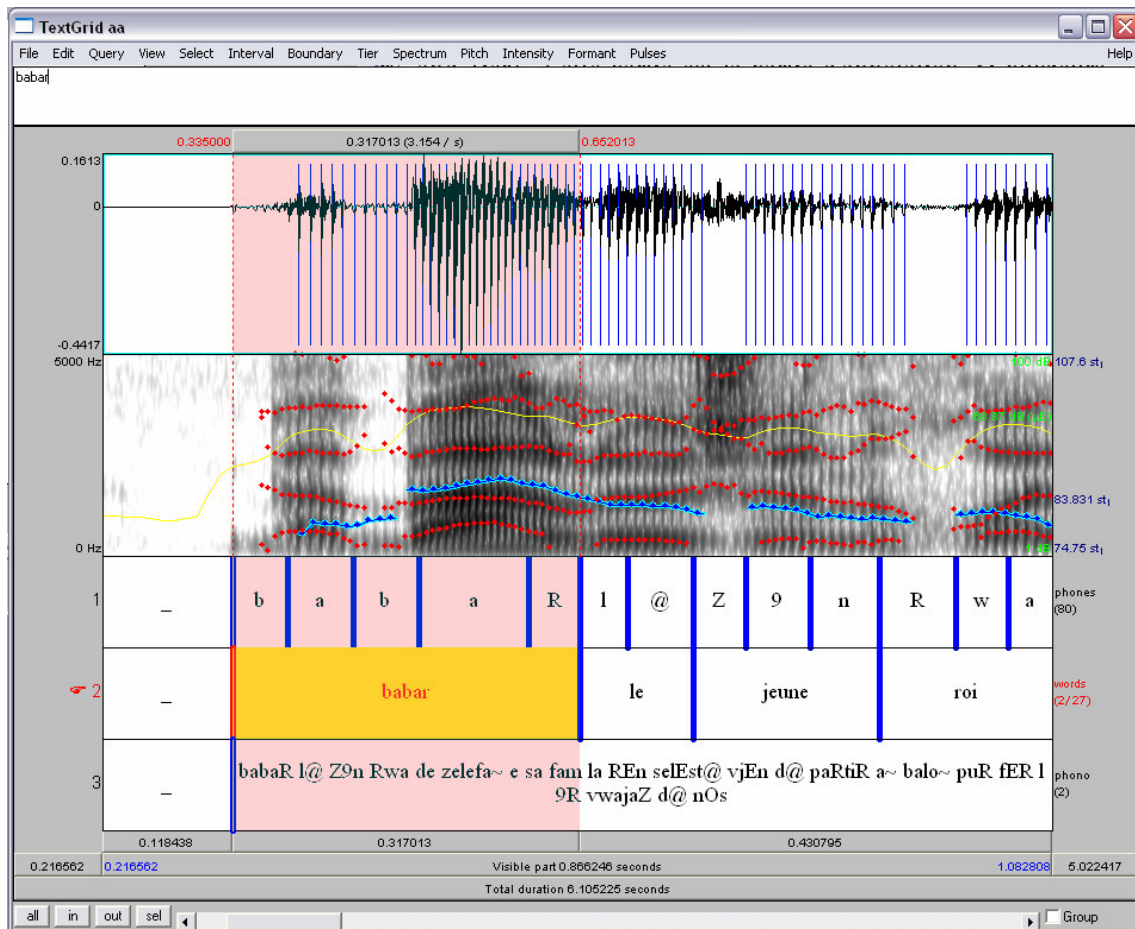 TextGrid aa
File Edit Query View Select Interval Boundary Tier Spectrum Pitch Intensity Formant Pulses Help
babar
0.335000 0.317013 (3.154 / s) 0.652013
0.1613
0
-0.4417
5000 Hz 100 dB 107.6 st1
83.831 st1
0 Hz 74.75 st1
1 _ b a b a R l @ Z 9 n R w a phones
(80)
2 _ babar le jeune roi words
(2/27)
3 _ babaR l@ Z9n Rwa de zelefa~ e sa fam la REn selEst@ vjEn d@ paRtiR a~ balo~ puR fER l
9R vwajaZ d@ nOs phono
(2)
0.118438 0.317013 0.430795
0.216562 0.216562 Visible part 0.866246 seconds 1.082808 5.022417
Total duration 6.105225 seconds
all in out sel Group